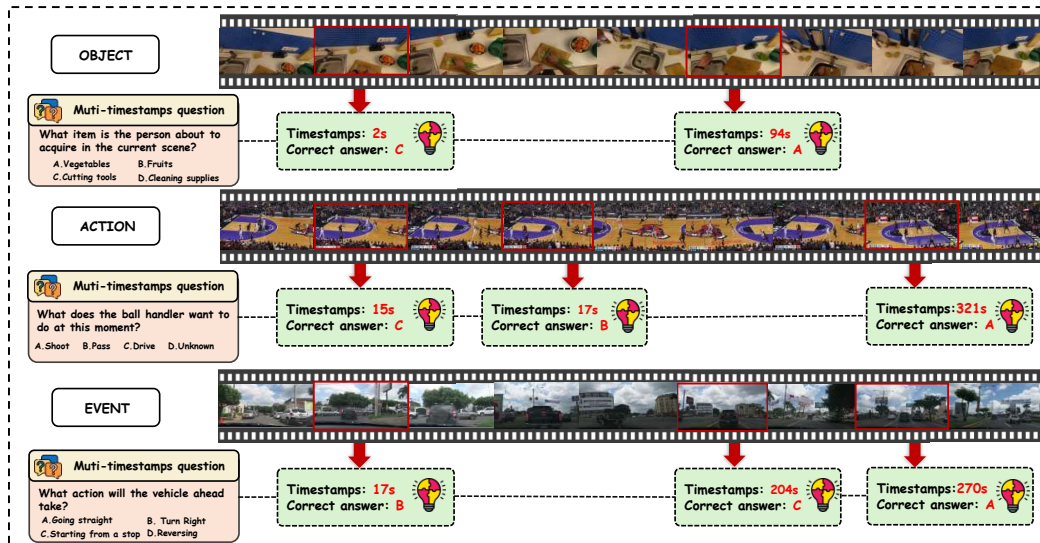 OBJECT
Muti-timestamps question
What item is the person about to
acquire in the current scene?
A.Vegetables B.Fruits
C.Cutting tools D.Cleaning supplies
Timestamps: 2s
Correct answer: C
Timestamps: 94s
Correct answer: A
ACTION
Muti-timestamps question
What does the ball handler want to
do at this moment?
A.Shoot B.Pass C.Drive D.Unknown
Timestamps: 15s
Correct answer: C
Timestamps: 17s
Correct answer: B
Timestamps:321s
Correct answer: A
EVENT
Muti-timestamps question
What action will the vehicle ahead
take?
A.Going straight B. Turn Right
C.Starting from a stop D.Reversing
Timestamps: 17s
Correct answer: B
Timestamps: 204s
Correct answer: C
Timestamps:270s
Correct answer: A